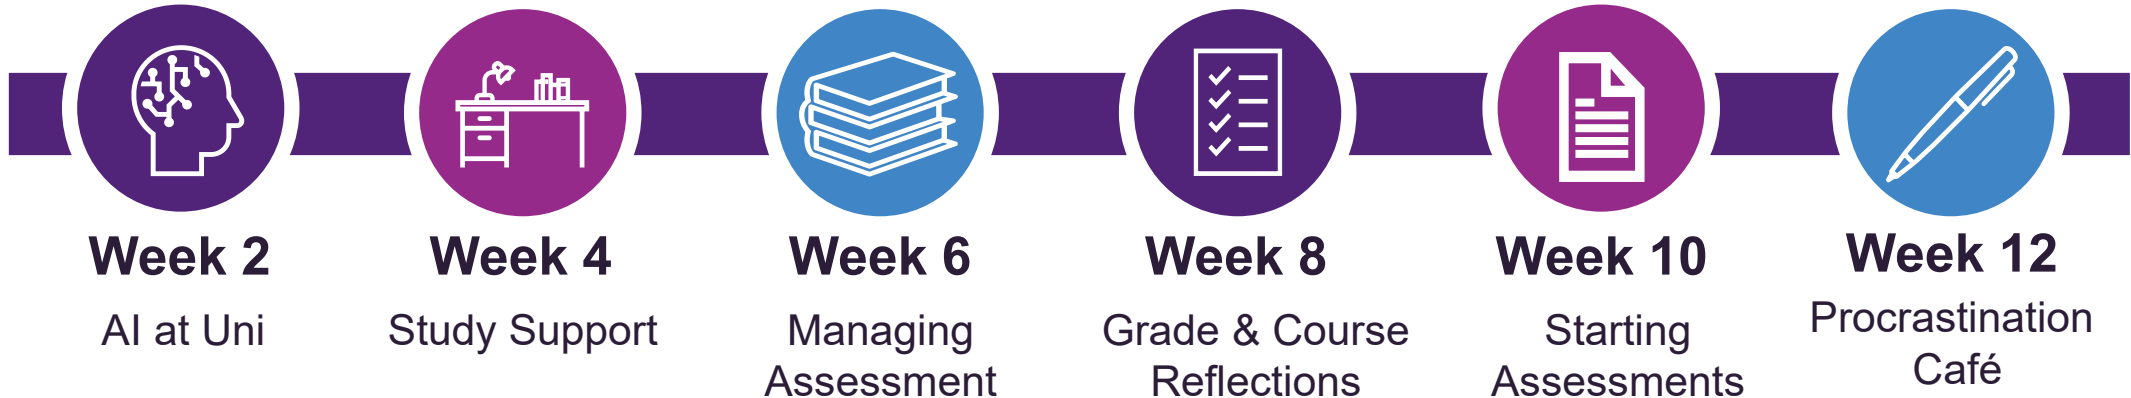 Week 2
AI at Uni
Week 4
Study Support
Week 6
Managing
Assessment
Week 8
Grade & Course
Reflections
Week 10
Starting
Assessments
Week 12
Procrastination
Café